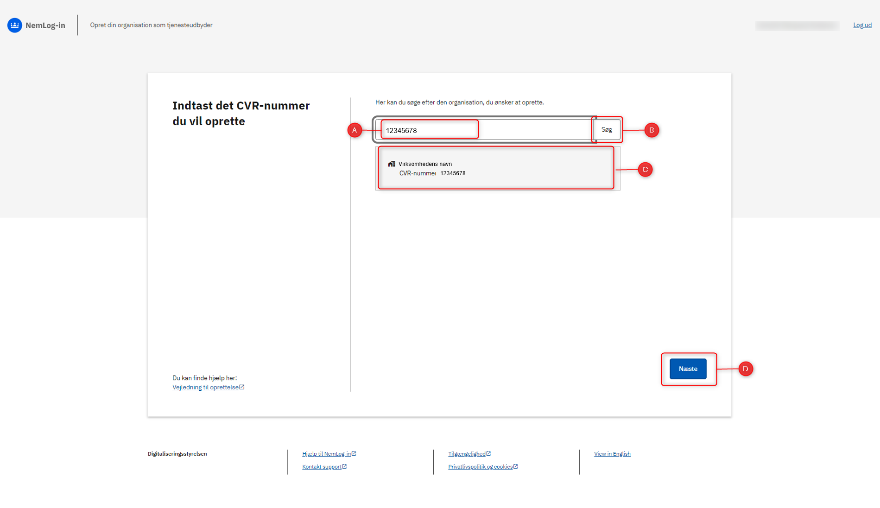 NemLog-in
Opret din organisation som tjenesteudbyder
Log ud
Indtast det CVR-nummer
du vil oprette
Her kan du søge efter den organisation, du ønsker at oprette.
A
12345678
Søg
B
Virksomhedens navn
CVR-nummer 12345678
C
Næste
D
Du kan finde hjælp her:
Vejledning til oprettelse
Digitaliseringsstyrelsen
Hjælp til NemLog-in
Kontakt support
Tilgængelighed
Privatlivspolitik og cookies
View in English